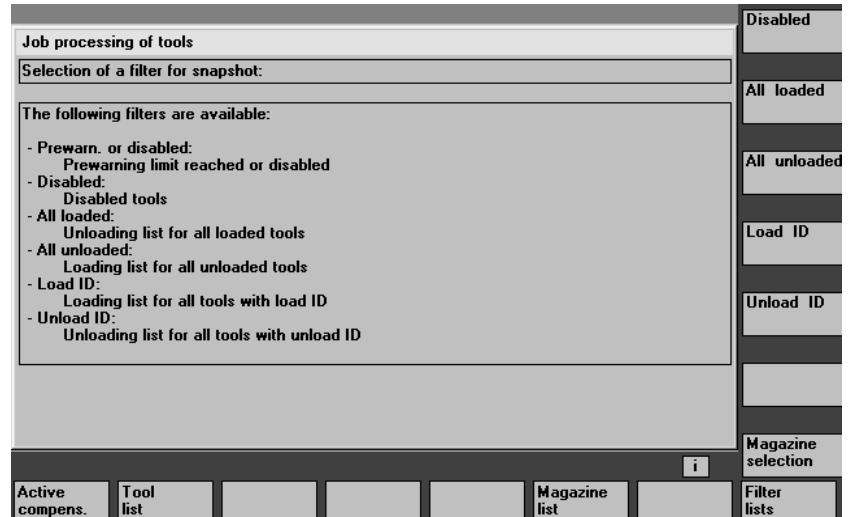 Job processing of tools
Selection of a filter for snapshot:
The following filters are available:
- Prewarn. or disabled:
Prewarning limit reached or disabled
- Disabled:
Disabled tools
- All loaded:
Unloading list for all loaded tools
- All unloaded:
Loading list for all unloaded tools
- Load ID:
Loading list for all tools with load ID
- Unload ID:
Unloading list for all tools with unload ID
Disabled
All loaded
All unloaded
Load ID
Unload ID
Magazine
selection
i
Active
compens.
Tool
list
Magazine
list
Filter
lists